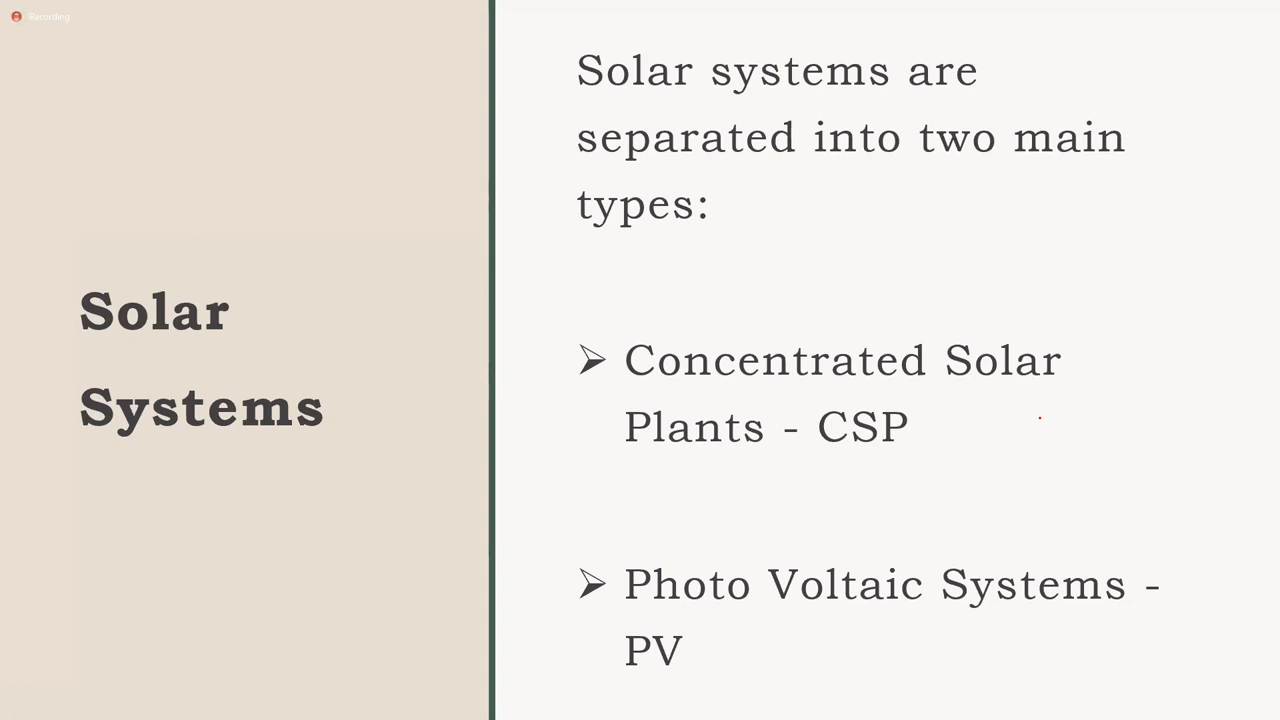 Recording
Solar
Systems
Solar systems are
separated into two main
types:
➢ Concentrated Solar
Plants - CSP
➢ Photo Voltaic Systems -
PV